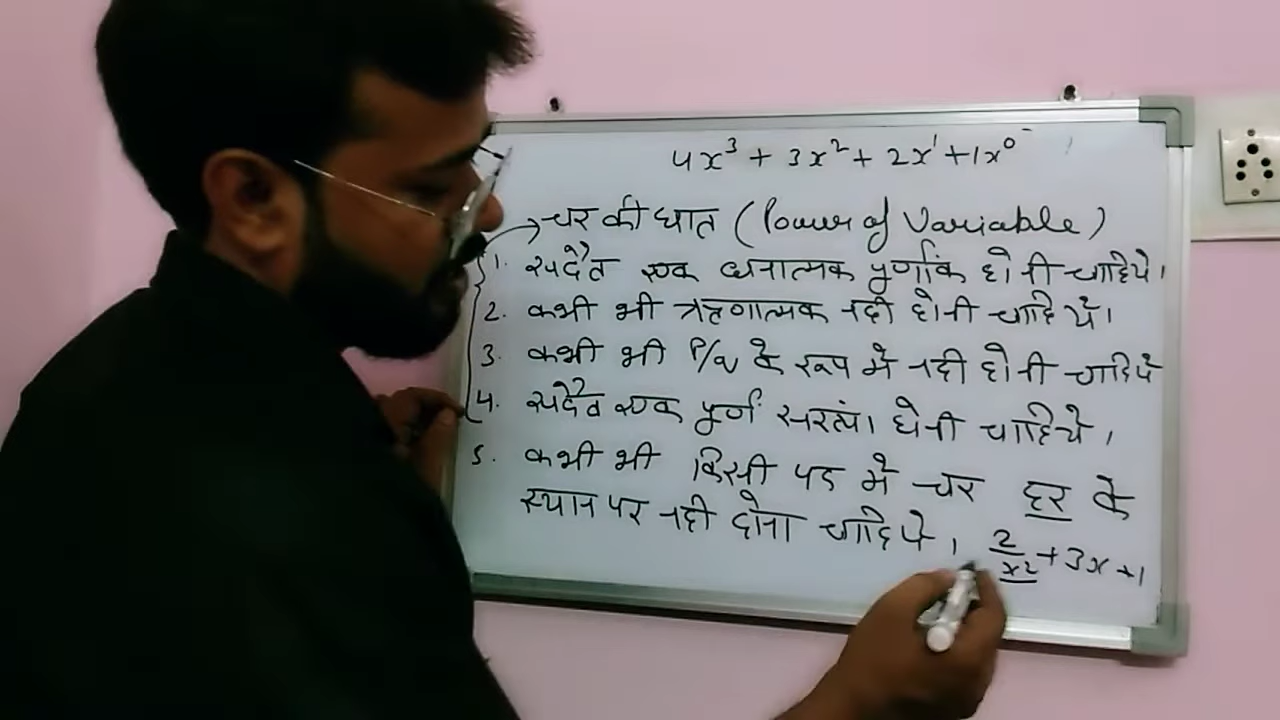 4x³ + 3x² + 2x¹ + 1x⁰
चर की घात (Power of Variable)
1. सदैव एक धनात्मक पूर्णांक होनी चाहिये।
2. कभी भी ऋणात्मक नही होनी चाहिये।
3. कभी भी P/q के रूप मे नही होनी चाहिये
4. सदैव एक पूर्ण होनी चाहिये।
5. कभी भी किसी पद मे चर हर के
स्थान पर नही होना चाहिये। 2/x2 + 3x + 1